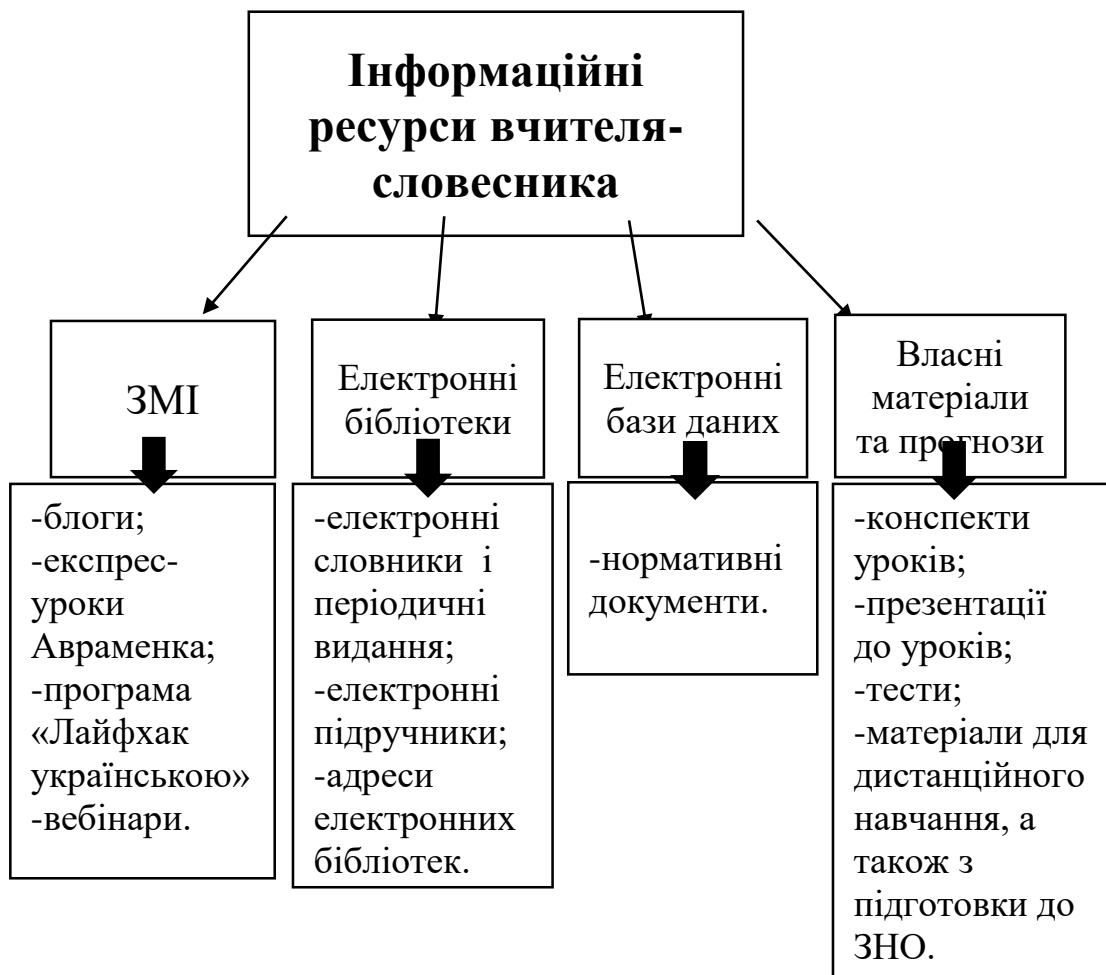 Інформаційні
ресурси вчителя-
словесника
ЗМІ
Електронні
бібліотеки
Електронні
бази даних
Власні
матеріали
та прогнози
-блоги;
-експрес-
уроки
Авраменка;
-програма
«Лайфхак
українською»
-вебінари.
-електронні
словники і
періодичні
видання;
-електронні
підручники;
-адреси
електронних
бібліотек.
-нормативні
документи.
-конспекти
уроків;
-презентації
до уроків;
-тести;
-матеріали для
дистанційного
навчання, а
також з
підготовки до
ЗНО.